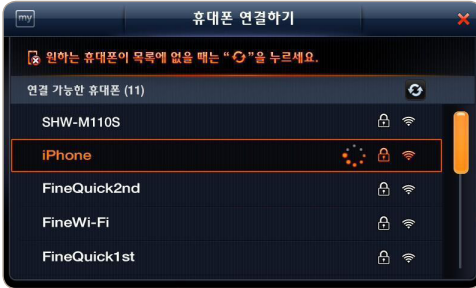 my
휴대폰 연결하기
원하는 휴대폰이 목록에 없을 때는 “ ”을 누르세요.
연결 가능한 휴대폰 (11)
SHW-M110S
iPhone
FineQuick2nd
FineWi-Fi
FineQuick1st